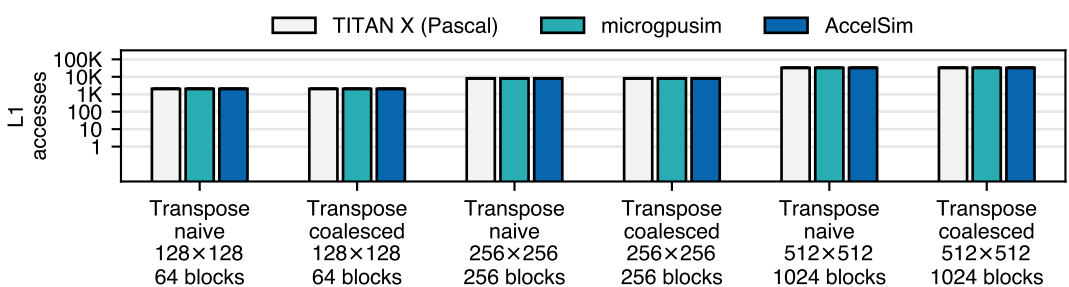 TITAN X (Pascal) microgpusim AccelSim
L1
accesses
100K
10K
1K
100
10
1
Transpose Transpose Transpose Transpose Transpose Transpose
naive coalesced naive coalesced naive coalesced
128×128 128×128 256×256 256×256 512×512 512×512
64 blocks 64 blocks 256 blocks 256 blocks 1024 blocks 1024 blocks